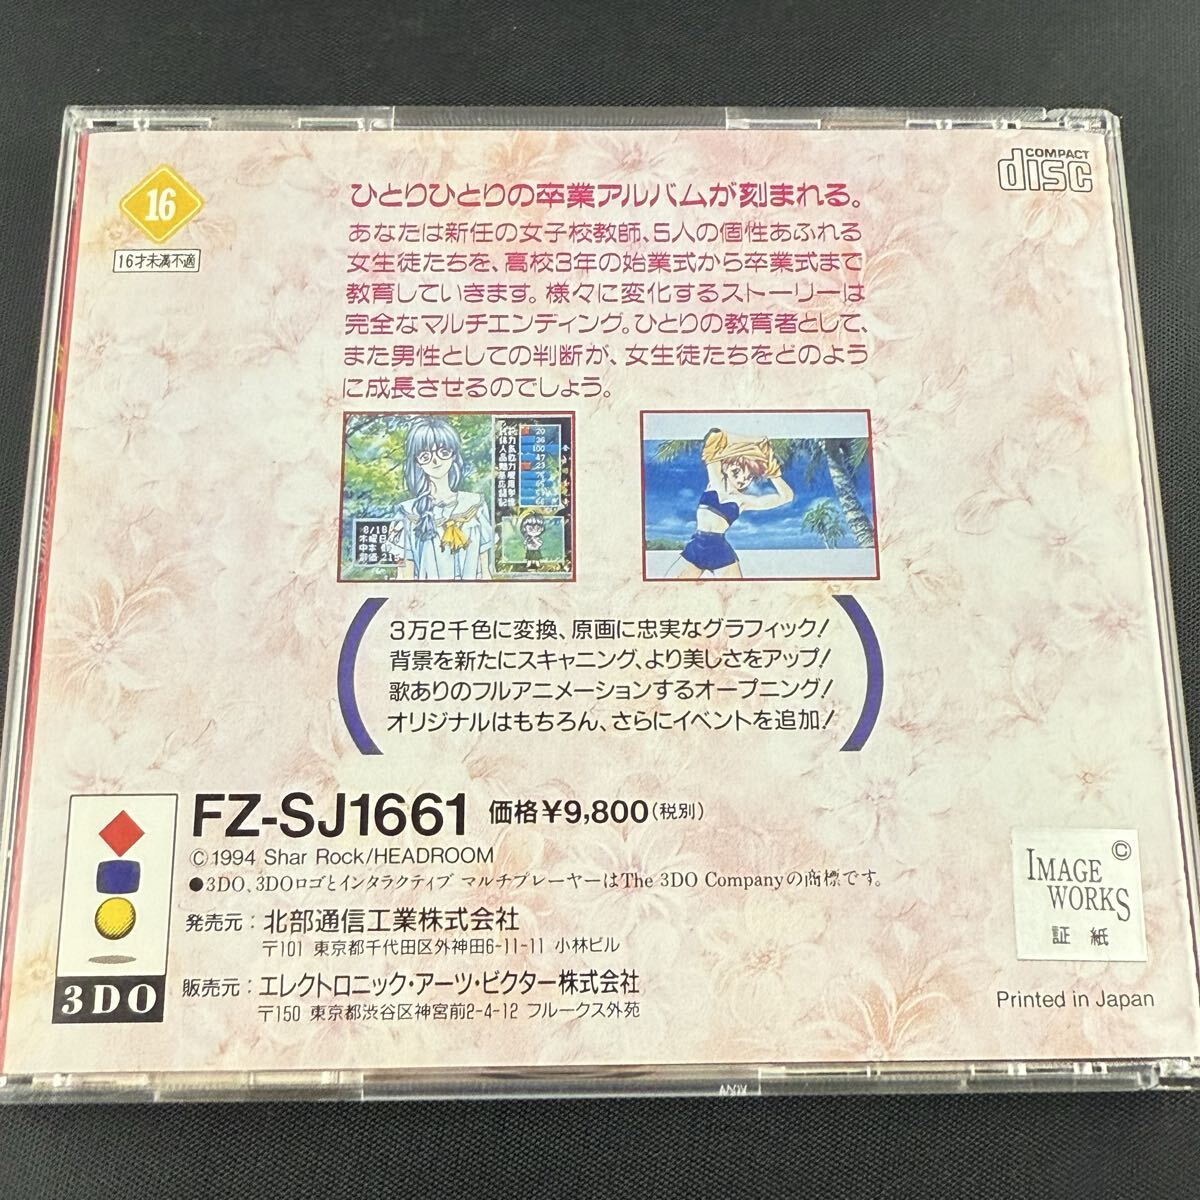 16
16才未満不適
COMPACT
disc
ひとりひとりの卒業アルバムが刻まれる。
あなたは新任の女子校教師、5人の個性あふれる
女生徒たちを、高校3年の始業式から卒業式まで
教育していきます。様々に変化するストーリーは
完全なマルチエンディング。ひとりの教育者として、
また男性としての判断が、女生徒たちをどのよう
に成長させるのでしょう。
20
36
100
47
23
8/18
木曜日
3万2千色に変換、原画に忠実なグラフィック!
背景を新たにスキャニング、より美しさをアップ!
歌ありのフルアニメーションするオープニング!
オリジナルはもちろん、さらにイベントを追加!
FZ-SJ1661 価格¥9,800(税別)
©1994 Shar Rock/HEADROOM
●3DO、3DOロゴとインタラクティブ マルチプレーヤーはThe 3DO Companyの商標です。
発売元:北部通信工業株式会社
〒101 東京都千代田区外神田6-11-11 小林ビル
販売元:エレクトロニック・アーツ・ビクター株式会社
〒150 東京都渋谷区神宮前2-4-12 フルークス外苑
3DO
©
IMAGE
WORKS
証紙
Printed in Japan